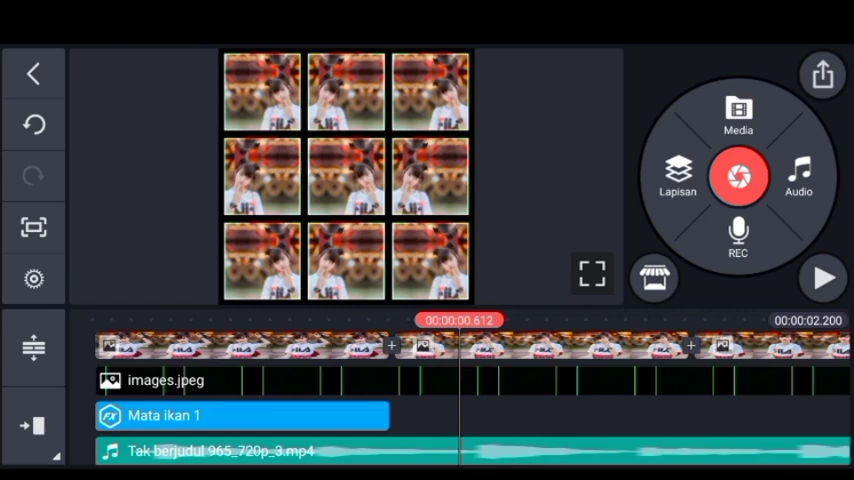 Media
Lapisan
Audio
REC
00:00:00.612
00:00:02.200
images.jpeg
FX
Mata ikan 1
Tak berjudul 965_720p_3.mp4